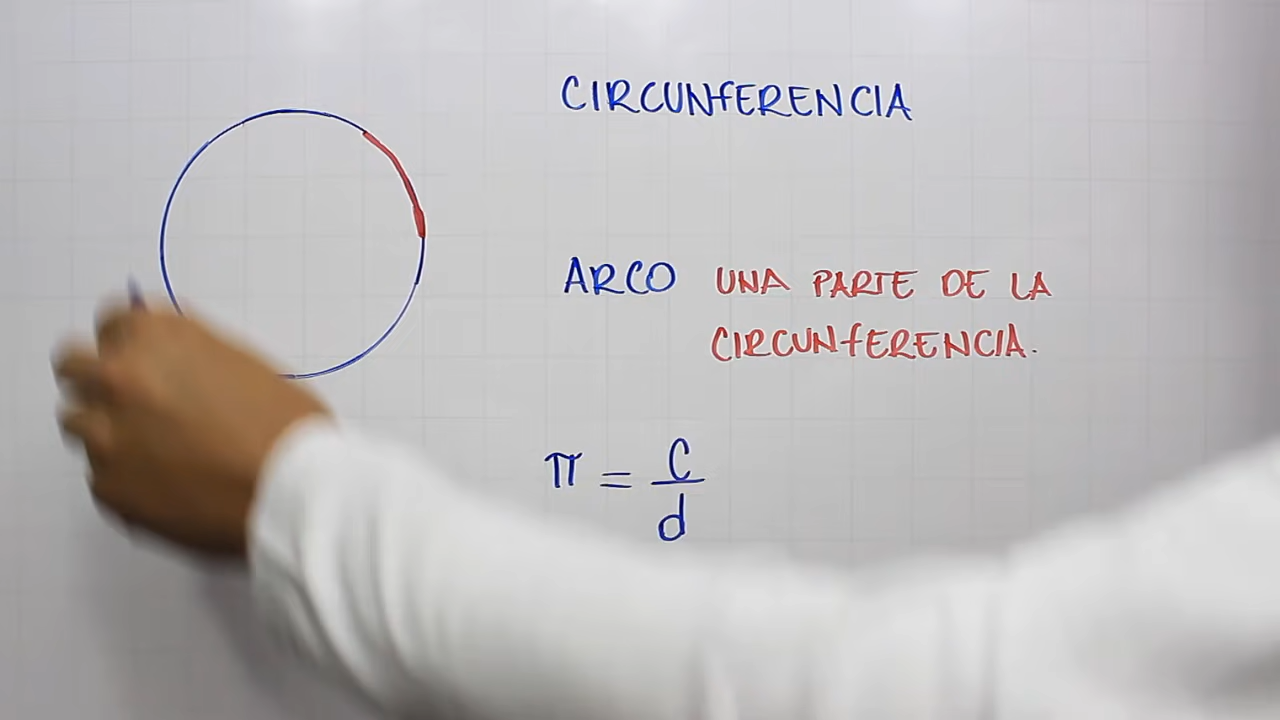 CIRCUNFERENCIA
ARCO UNA PARTE DE LA
CIRCUNFERENCIA.
π = C/d